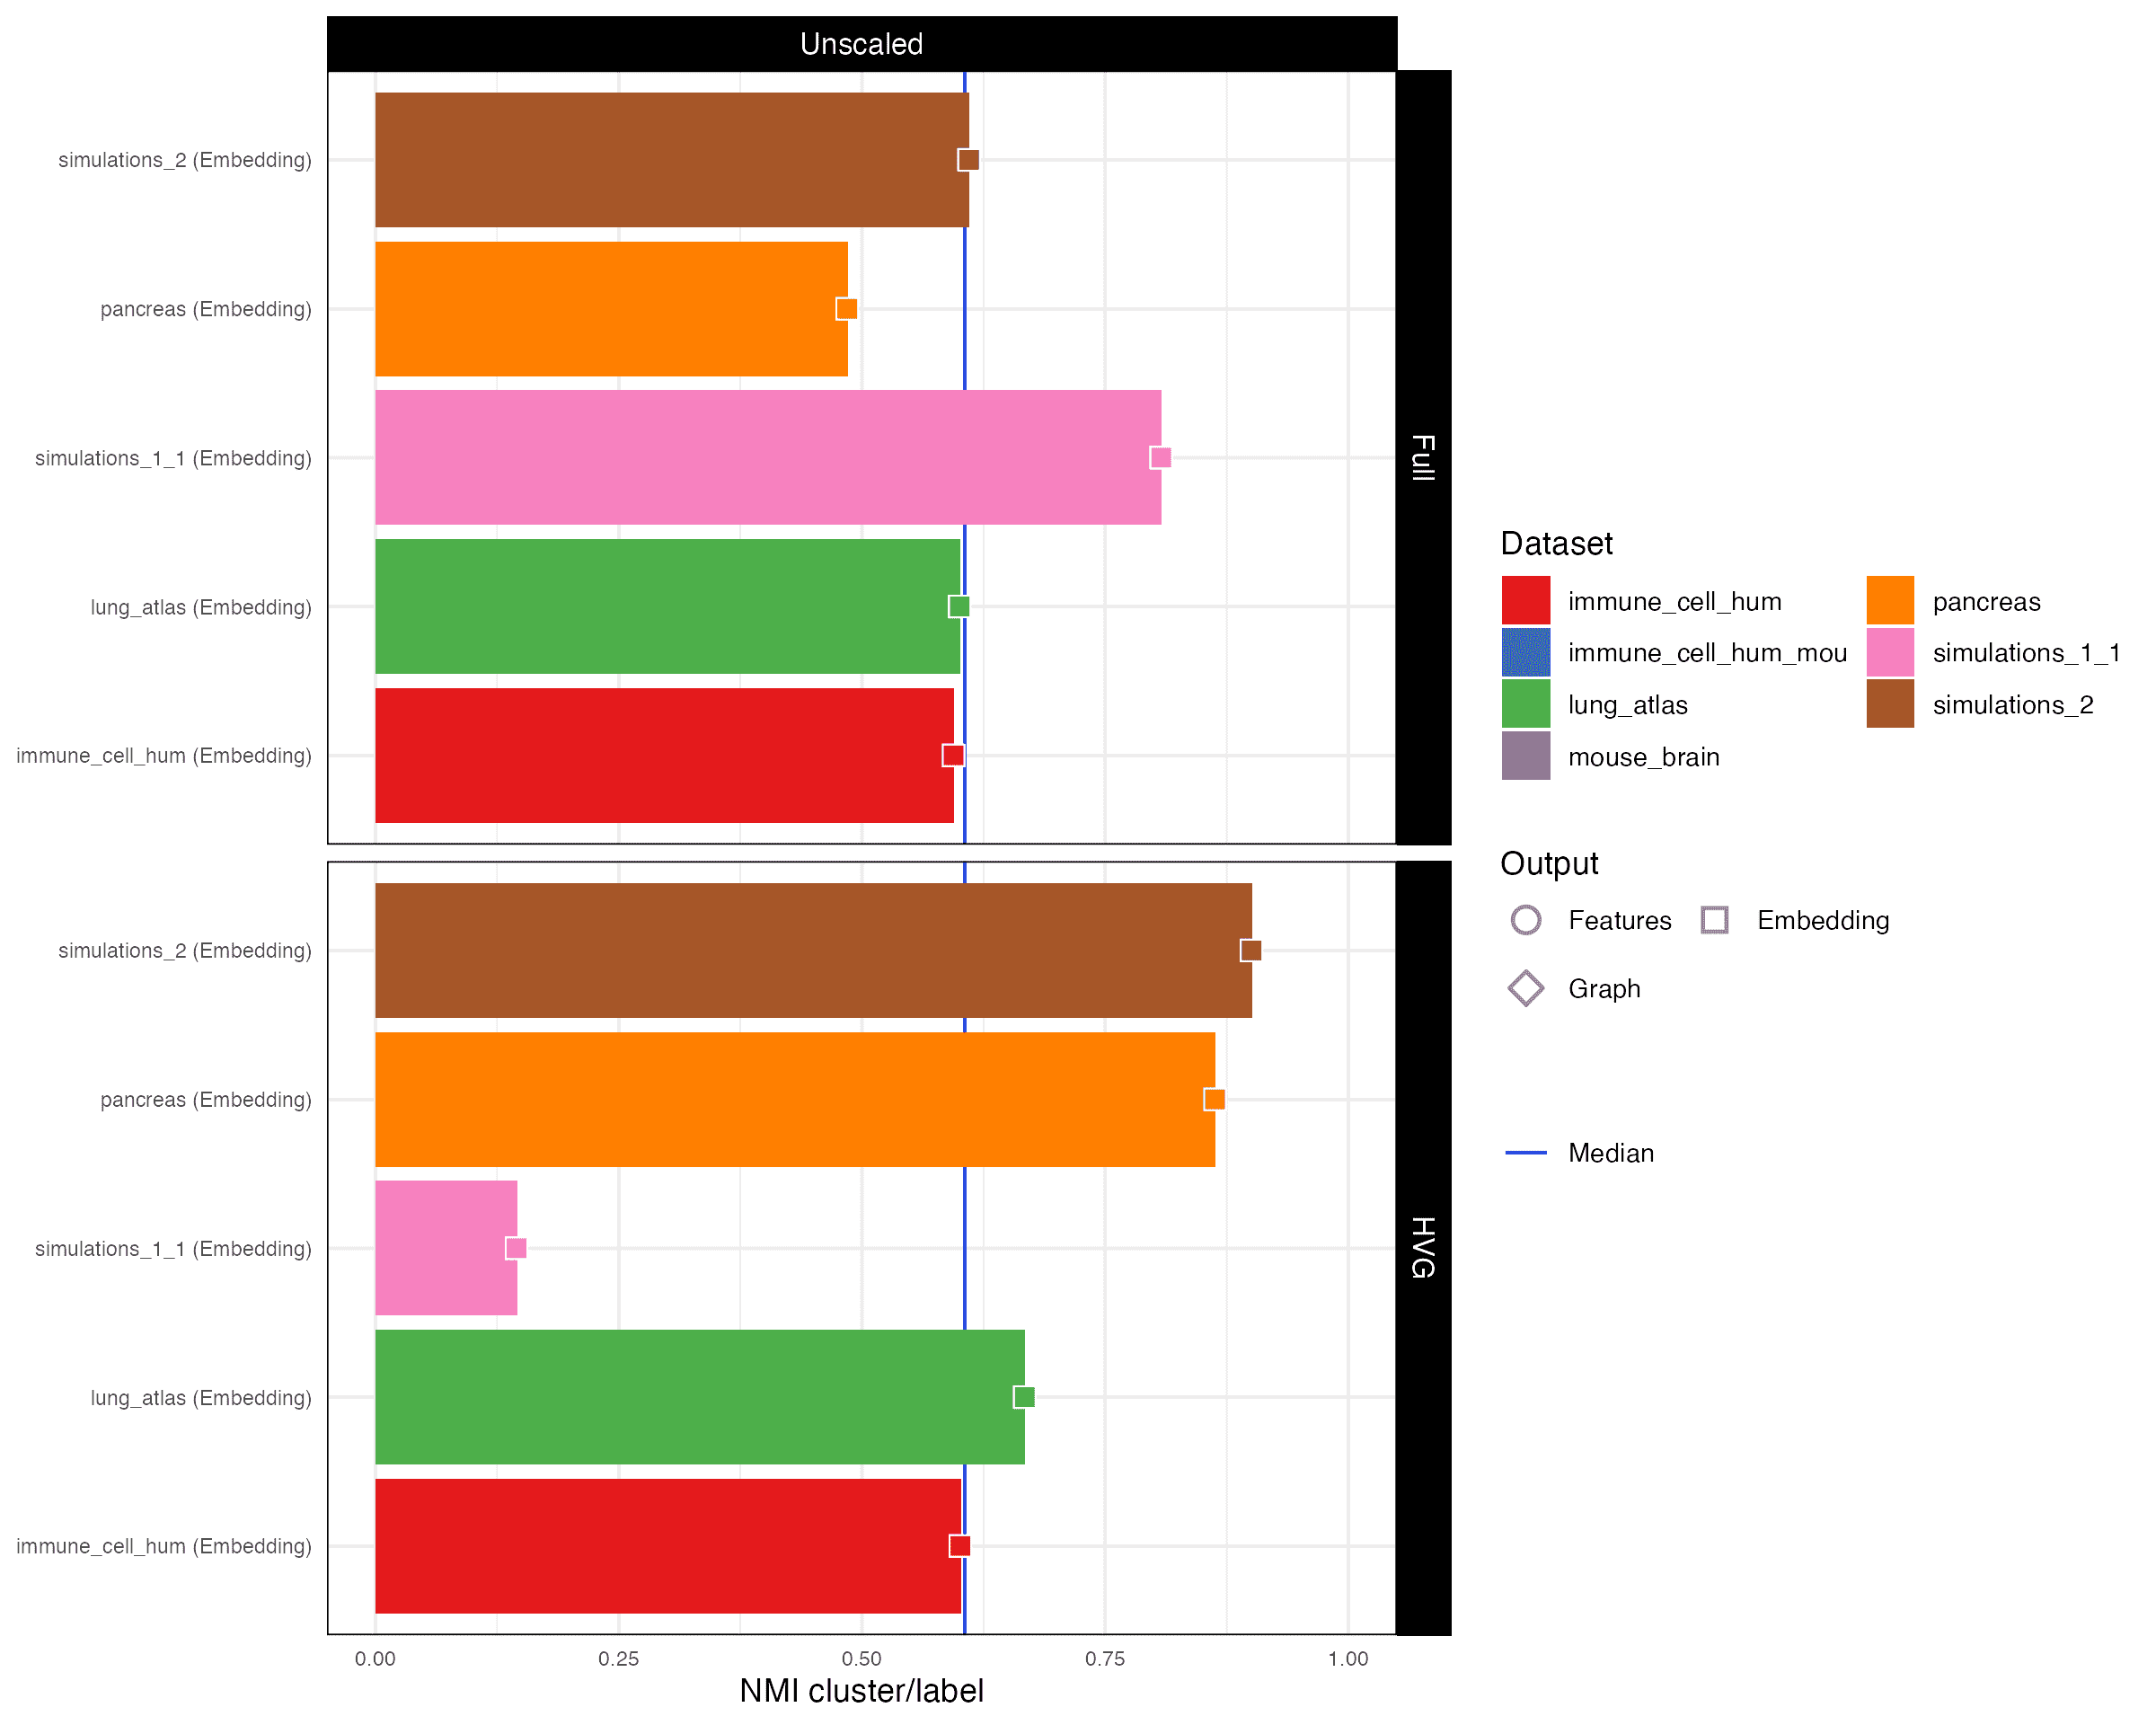 Unscaled
simulations_2 (Embedding)
pancreas (Embedding)
simulations_1_1 (Embedding)
lung_atlas (Embedding)
immune_cell_hum (Embedding)
Full
simulations_2 (Embedding)
pancreas (Embedding)
simulations_1_1 (Embedding)
lung_atlas (Embedding)
immune_cell_hum (Embedding)
HVG
0.00 0.25 0.50 0.75 1.00
NMI cluster/label
Dataset
immune_cell_hum pancreas
immune_cell_hum_mou simulations_1_1
lung_atlas simulations_2
mouse_brain
Output
Features Embedding
Graph
Median